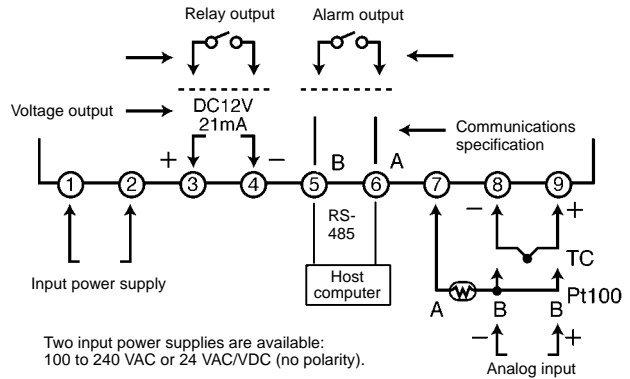 Relay output
Alarm output
Voltage output
DC12V
21mA
Communications
specification
+
−
B
A
1
2
3
4
5
6
7
8
9
−
+
RS-
485
TC
Input power supply
Host
computer
A
B
B
Pt100
−
+
Two input power supplies are available:
100 to 240 VAC or 24 VAC/VDC (no polarity).
Analog input